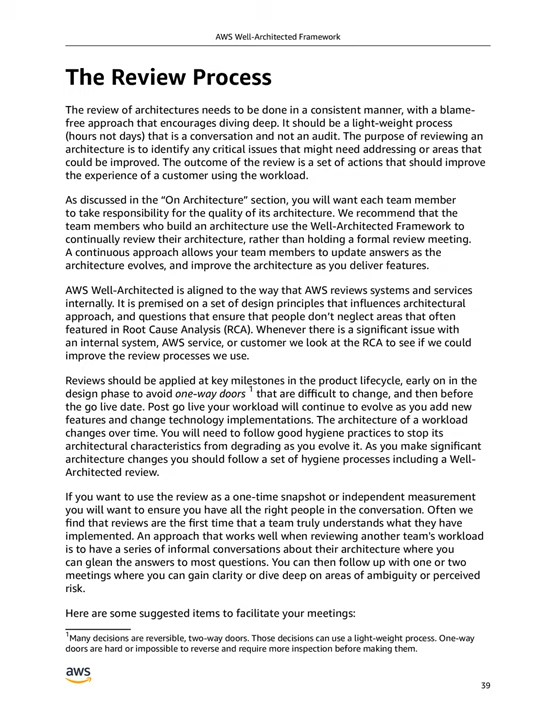 AWS Well-Architected Framework
The Review Process
The review of architectures needs to be done in a consistent manner, with a blame-
free approach that encourages diving deep. It should be a light-weight process
(hours not days) that is a conversation and not an audit. The purpose of reviewing an
architecture is to identify any critical issues that might need addressing or areas that
could be improved. The outcome of the review is a set of actions that should improve
the experience of a customer using the workload.
As discussed in the “On Architecture” section, you will want each team member
to take responsibility for the quality of its architecture. We recommend that the
team members who build an architecture use the Well-Architected Framework to
continually review their architecture, rather than holding a formal review meeting.
A continuous approach allows your team members to update answers as the
architecture evolves, and improve the architecture as you deliver features.
AWS Well-Architected is aligned to the way that AWS reviews systems and services
internally. It is premised on a set of design principles that influences architectural
approach, and questions that ensure that people don’t neglect areas that often
featured in Root Cause Analysis (RCA). Whenever there is a significant issue with
an internal system, AWS service, or customer we look at the RCA to see if we could
improve the review processes we use.
Reviews should be applied at key milestones in the product lifecycle, early on in the
design phase to avoid one-way doors 1 that are difficult to change, and then before
the go live date. Post go live your workload will continue to evolve as you add new
features and change technology implementations. The architecture of a workload
changes over time. You will need to follow good hygiene practices to stop its
architectural characteristics from degrading as you evolve it. As you make significant
architecture changes you should follow a set of hygiene processes including a Well-
Architected review.
If you want to use the review as a one-time snapshot or independent measurement
you will want to ensure you have all the right people in the conversation. Often we
find that reviews are the first time that a team truly understands what they have
implemented. An approach that works well when reviewing another team's workload
is to have a series of informal conversations about their architecture where you
can glean the answers to most questions. You can then follow up with one or two
meetings where you can gain clarity or dive deep on areas of ambiguity or perceived
risk.
Here are some suggested items to facilitate your meetings:
1Many decisions are reversible, two-way doors. Those decisions can use a light-weight process. One-way
doors are hard or impossible to reverse and require more inspection before making them.
aws
39